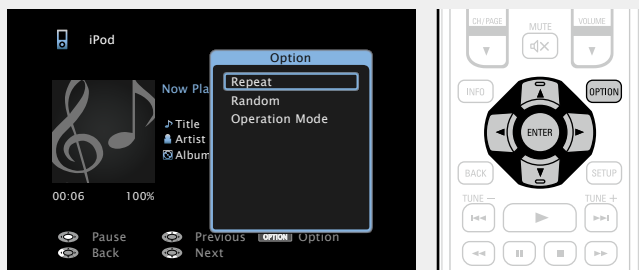 iPod
Option
Now Pla
Repeat
Random
Operation Mode
Title
Artist
Album
00:06 100%
Pause Previous OPTION Option
Back Next
CH/PAGE MUTE VOLUME
INFO OPTION
ENTER
BACK SETUP
TUNE – TUNE +